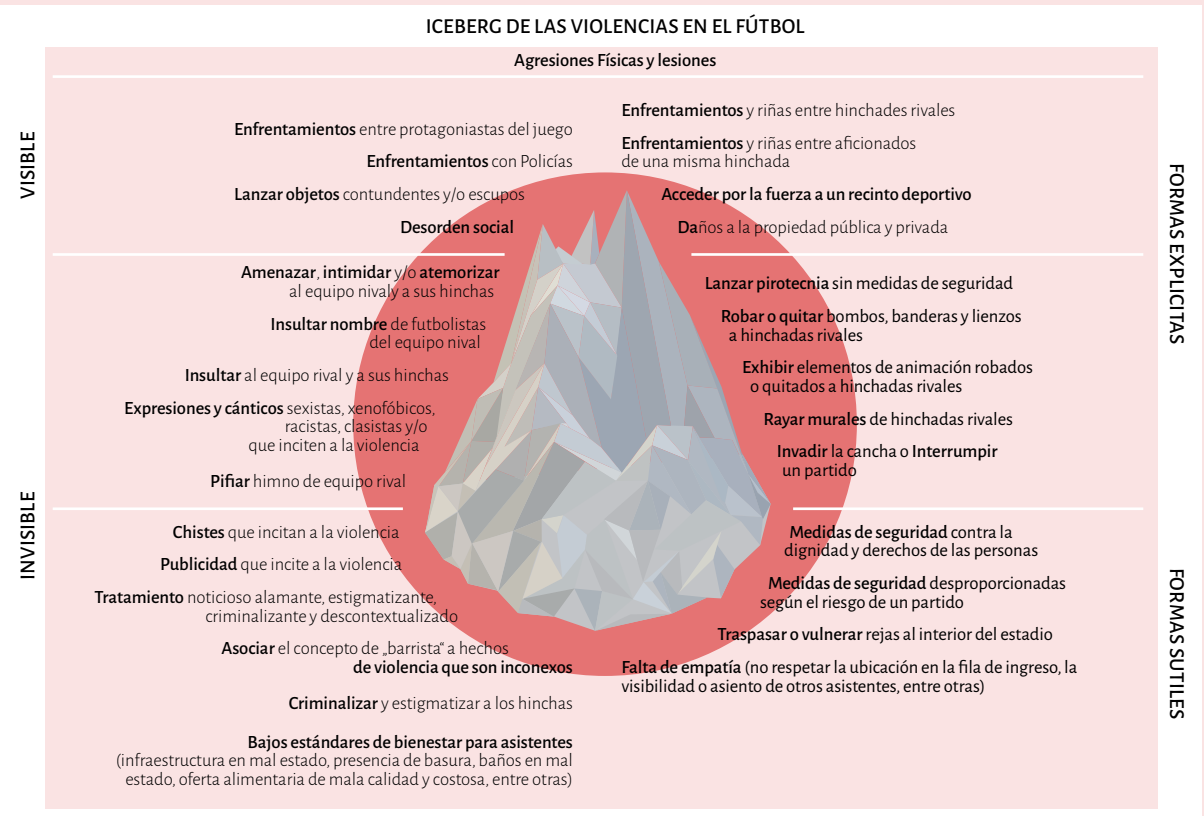 ICEBERG DE LAS VIOLENCIAS EN EL FÚTBOL
Agresiones Físicas y lesiones
VISIBLE
Enfrentamientos entre protagoniastas del juego
Enfrentamientos con Policías
Lanzar objetos contundentes y/o escupos
Desorden social
Enfrentamientos y riñas entre hinchades rivales
Enfrentamientos y riñas entre aficionados
de una misma hinchada
Acceder por la fuerza a un recinto deportivo
Daños a la propiedad pública y privada
FORMAS EXPLICITAS
Amenazar, intimidar y/o atemorizar
al equipo nivaly a sus hinchas
Insultar nombre de futbolistas
del equipo nival
Insultar al equipo rival y a sus hinchas
Expresiones y cánticos sexistas, xenofóbicos,
racistas, clasistas y/o
que inciten a la violencia
Pifiar himno de equipo rival
Lanzar pirotecnia sin medidas de seguridad
Robar o quitar bombos, banderas y lienzos
a hinchadas rivales
Exhibir elementos de animación robados
o quitados a hinchadas rivales
Rayar murales de hinchadas rivales
Invadir la cancha o Interrumpir
un partido
INVISIBLE
Chistes que incitan a la violencia
Publicidad que incite a la violencia
Tratamiento noticioso alamante, estigmatizante,
criminalizante y descontextualizado
Asociar el concepto de „barrista“ a hechos
de violencia que son inconexos
Criminalizar y estigmatizar a los hinchas
Bajos estándares de bienestar para asistentes
(infraestructura en mal estado, presencia de basura, baños en mal
estado, oferta alimentaria de mala calidad y costosa, entre otras)
Medidas de seguridad contra la
dignidad y derechos de las personas
Medidas de seguridad desproporcionadas
según el riesgo de un partido
Traspasar o vulnerar rejas al interior del estadio
Falta de empatía (no respetar la ubicación en la fila de ingreso, la
visibilidad o asiento de otros asistentes, entre otras)
FORMAS SUTILES